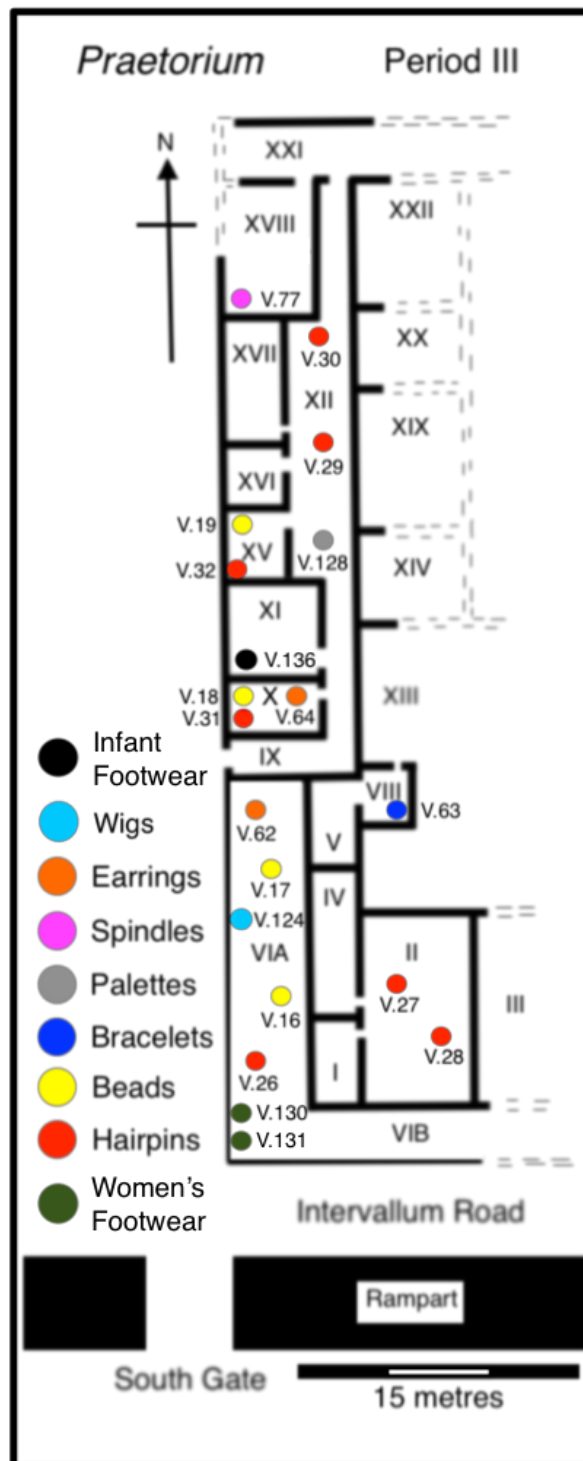 Praetorium Period III
N
XXI
XVIII
XXII
V.77
XVII
V.30
XX
XII
XIX
V.29
XVI
V.19
XV
V.128
V.32
XIV
XI
V.136
V.18 X
XIII
V.31 V.64
IX
VIII
V.63
V.62
V
V.17
IV
V.124
VIA
II
V.27
III
V.16
V.28
V.26
I
V.130
VIB
V.131
Infant
Footwear
Wigs
Earrings
Spindles
Palettes
Bracelets
Beads
Hairpins
Women's
Footwear
Intervallum Road
Rampart
South Gate
15 metres